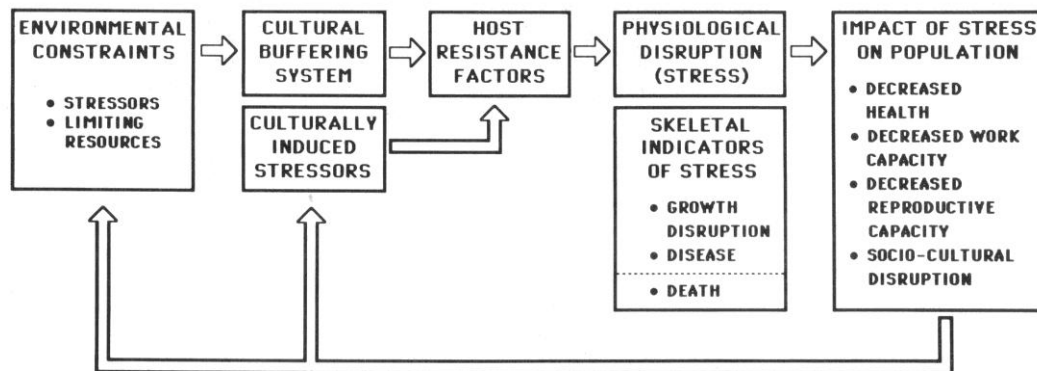 ENVIRONMENTAL
CONSTRAINTS
• STRESSORS
• LIMITING
RESOURCES
CULTURAL
BUFFERING
SYSTEM
CULTURALLY
INDUCED
STRESSORS
HOST
RESISTANCE
FACTORS
PHYSIOLOGICAL
DISRUPTION
(STRESS)
SKELETAL
INDICATORS
OF STRESS
• GROWTH
DISRUPTION
• DISEASE
• DEATH
IMPACT OF STRESS
ON POPULATION
• DECREASED
HEALTH
• DECREASED WORK
CAPACITY
• DECREASED
REPRODUCTIVE
CAPACITY
• SOCIO-CULTURAL
DISRUPTION